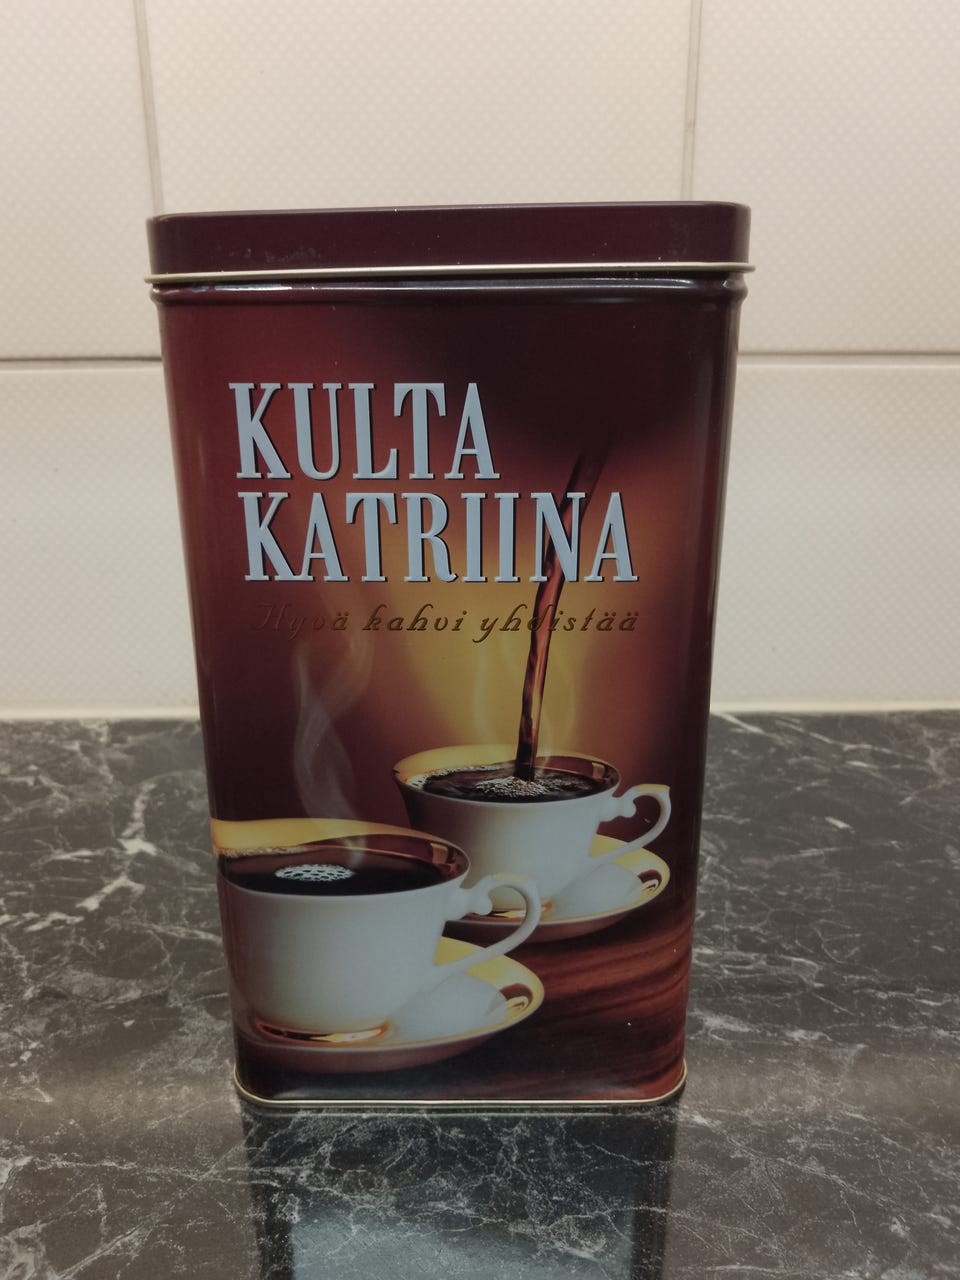 KULTA
KATRIINA
Hyvä kahvi yhdistää